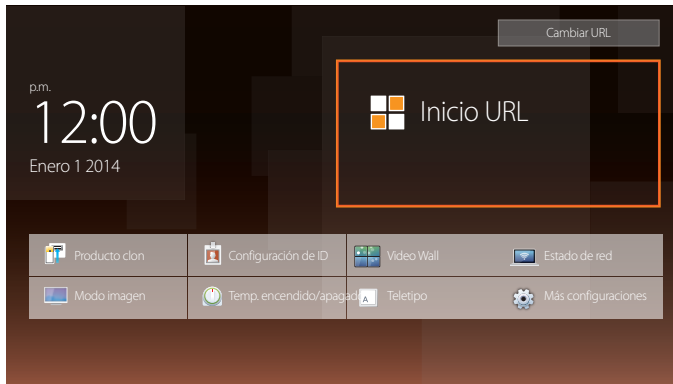 Cambiar URL
p.m.
12:00
Enero 1 2014
Inicio URL
Producto clon
Configuración de ID
Video Wall
Estado de red
Modo imagen
Temp. encendido/apagado
A
Teletipo
Más configuraciones